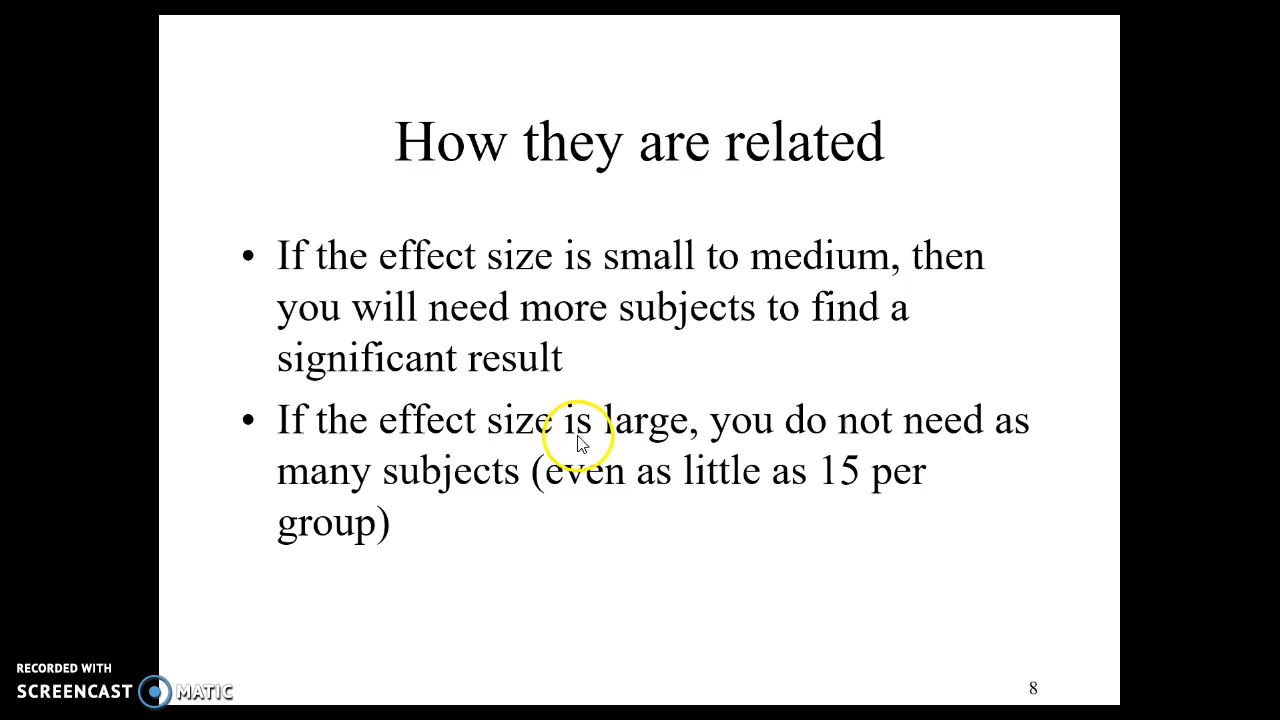 How they are related
• If the effect size is small to medium, then
you will need more subjects to find a
significant result
• If the effect size is large, you do not need as
many subjects (even as little as 15 per
group)
RECORDED WITH
SCREENCAST MATIC
8